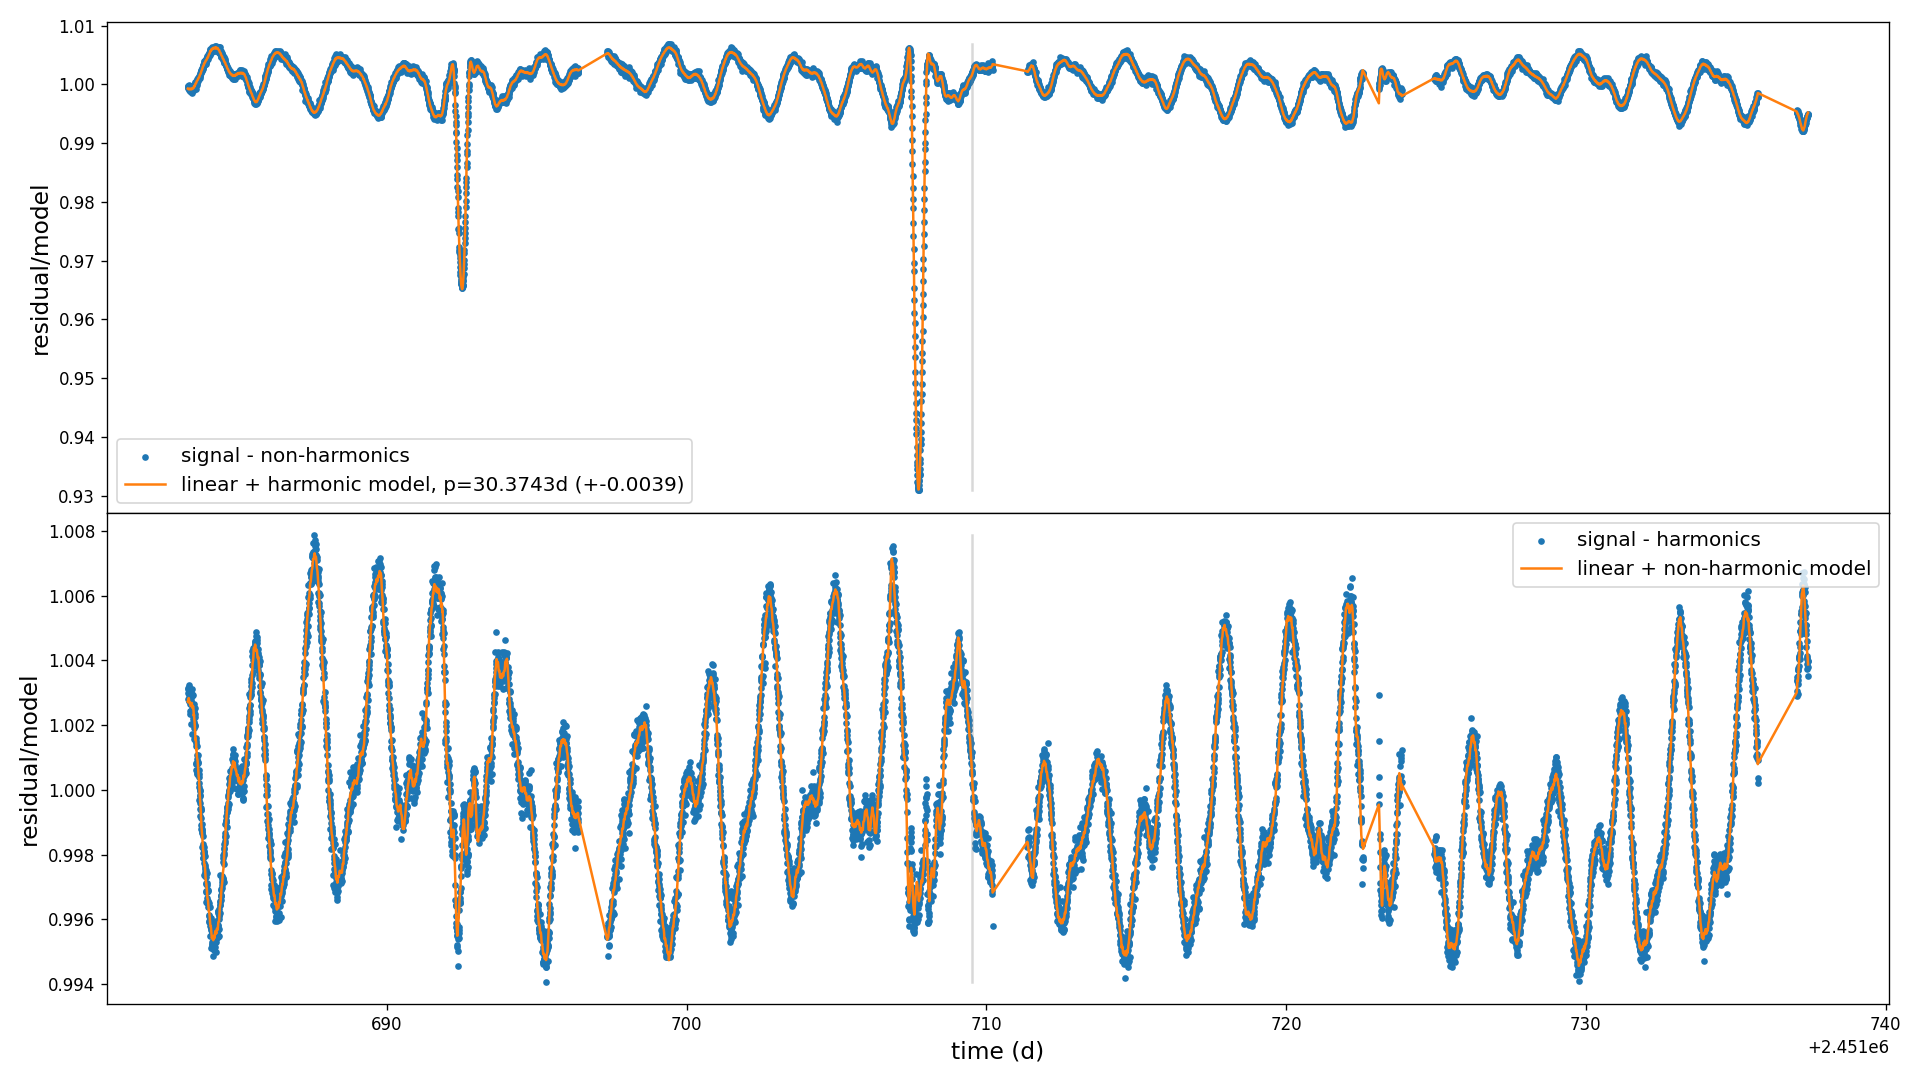 1.01
1.00
0.99
0.98
0.97
0.96
0.95
0.94
0.93
residual/model
signal - non-harmonics
linear + harmonic model, p=30.3743d (+-0.0039)
1.008
1.006
1.004
1.002
1.000
0.998
0.996
0.994
residual/model
signal - harmonics
linear + non-harmonic model
690
700
710
720
730
740
time (d)
+2.451e6